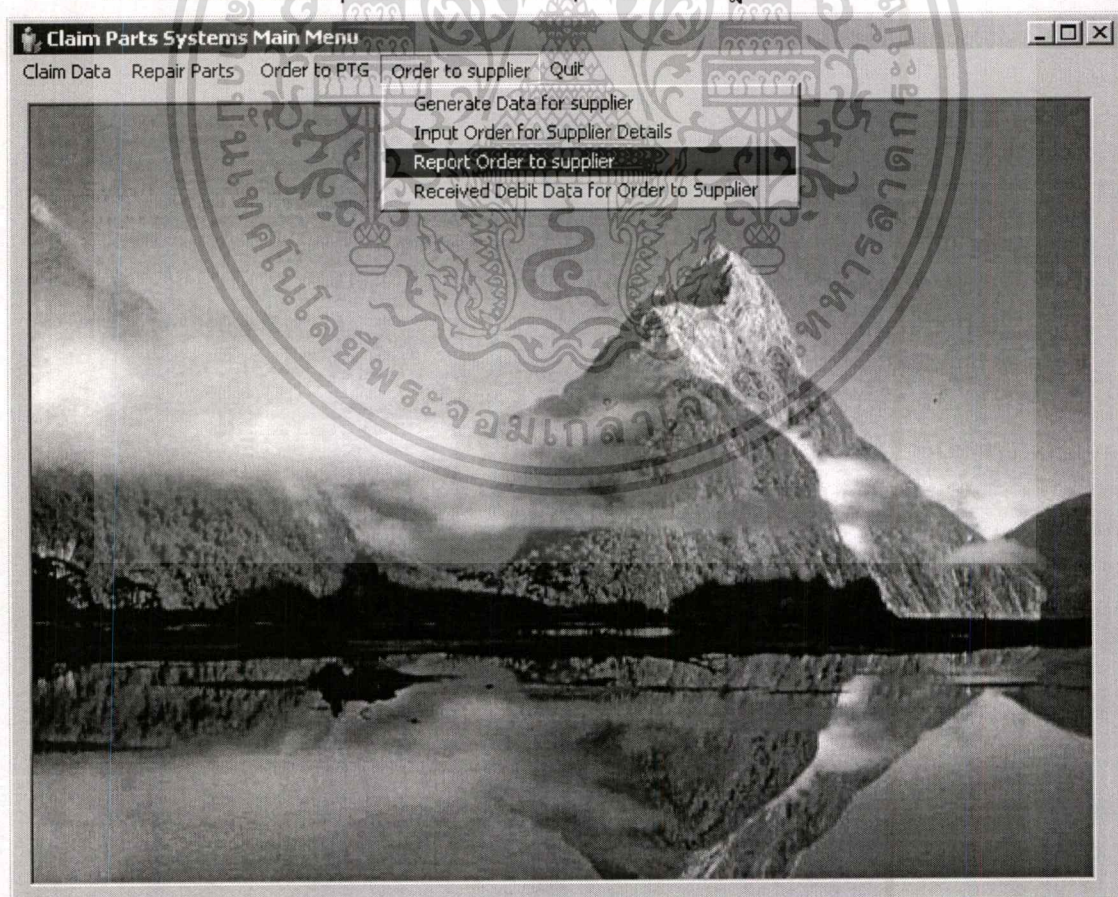 Claim Parts Systems Main Menu
Claim Data Repair Parts Order to PTG Order to supplier Quit
Generate Data for supplier
Input Order for Supplier Details
Report Order to supplier
Received Debit Data for Order to Supplier